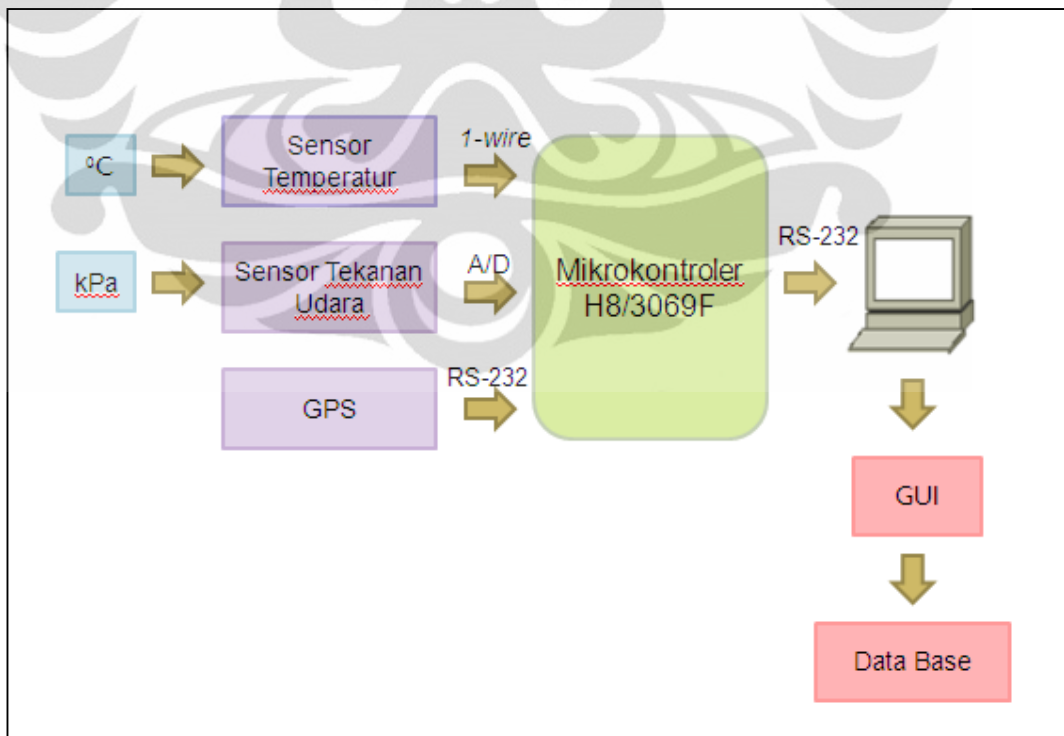 °C
Sensor
Temperatur
1-wire
kPa
Sensor Tekanan
Udara
A/D
GPS
RS-232
Mikrokontroler
H8/3069F
RS-232
GUI
Data Base